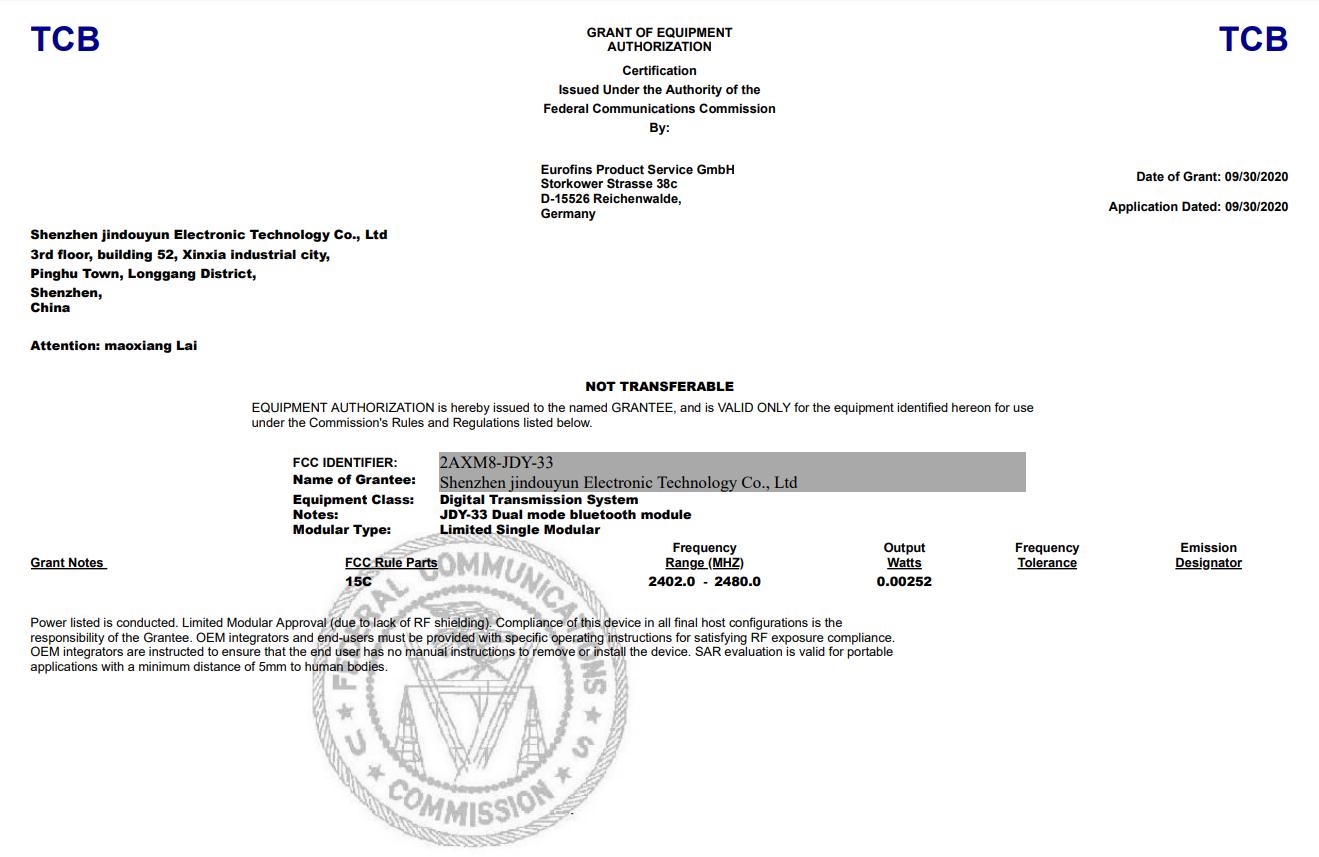 TCB
GRANT OF EQUIPMENT
AUTHORIZATION
TCB
Certification
Issued Under the Authority of the
Federal Communications Commission
By:
Eurofins Product Service GmbH
Storkower Strasse 38c
D-15526 Reichenwalde,
Germany
Date of Grant: 09/30/2020
Application Dated: 09/30/2020
Shenzhen jindouyun Electronic Technology Co., Ltd
3rd floor, building 52, Xinxia industrial city,
Pinghu Town, Longgang District,
Shenzhen,
China
Attention: maoxiang Lai
NOT TRANSFERABLE
EQUIPMENT AUTHORIZATION is hereby issued to the named GRANTEE, and is VALID ONLY for the equipment identified hereon for use
under the Commission's Rules and Regulations listed below.
FCC IDENTIFIER: 2AXM8-JDY-33
Name of Grantee: Shenzhen jindouyun Electronic Technology Co., Ltd
Equipment Class: Digital Transmission System
Notes: JDY-33 Dual mode bluetooth module
Modular Type: Limited Single Modular
Grant Notes FCC Rule Parts Frequency Range (MHZ) Output Watts Frequency Tolerance Emission Designator
15C 2402.0 - 2480.0 0.00252
Power listed is conducted. Limited Modular Approval (due to lack of RF shielding). Compliance of this device in all final host configurations is the
responsibility of the Grantee. OEM integrators and end-users must be provided with specific operating instructions for satisfying RF exposure compliance.
OEM integrators are instructed to ensure that the end user has no manual instructions to remove or install the device. SAR evaluation is valid for portable
applications with a minimum distance of 5mm to human bodies.
FEDERAL COMMUNICATIONS COMMISSION
U S